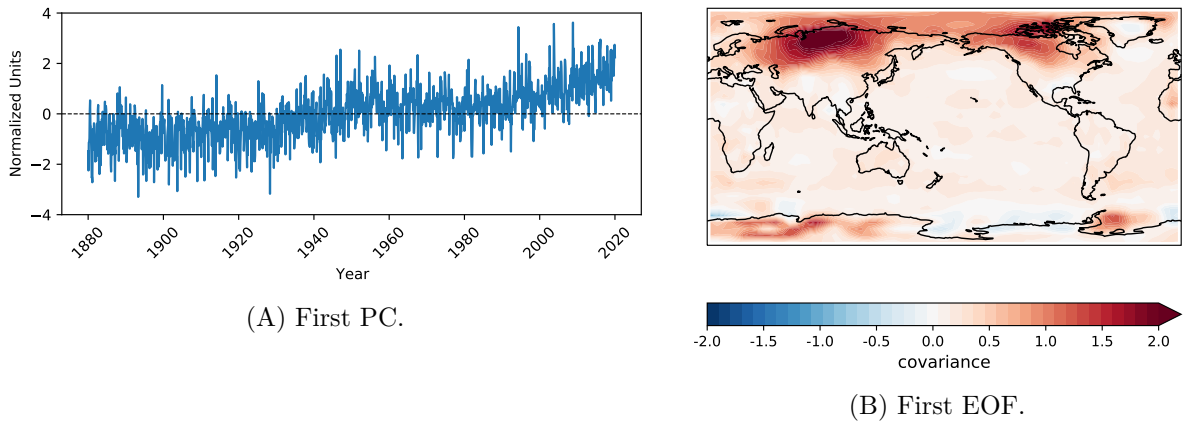 4
2
0
−2
−4
Normalized Units
1880
1900
1920
1940
1960
1980
2000
2020
Year
(A) First PC.
-2.0 -1.5 -1.0 -0.5 0.0 0.5 1.0 1.5 2.0
covariance
(B) First EOF.